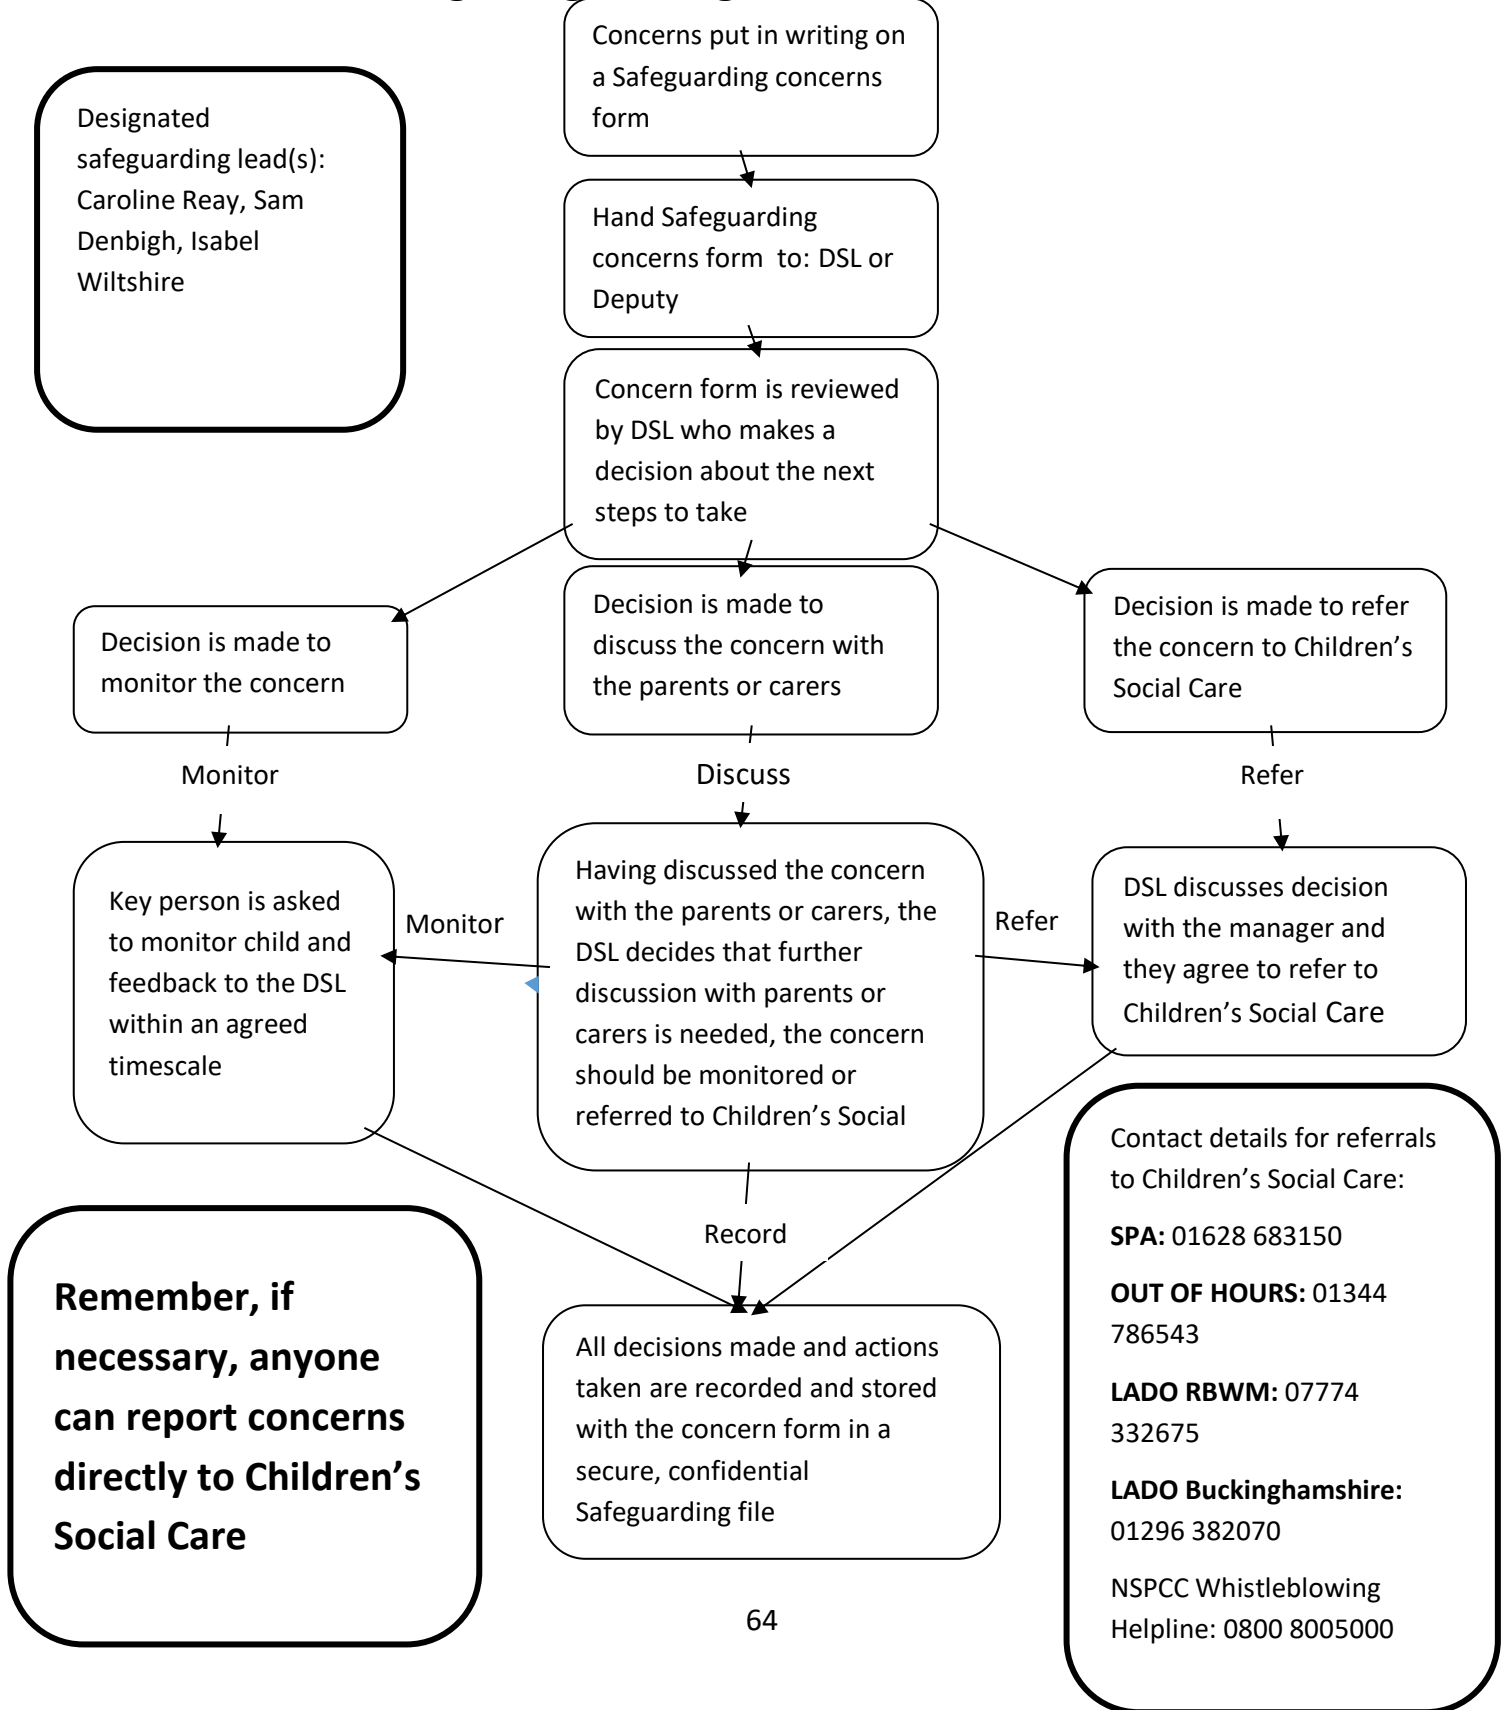 Concerns put in writing on
a Safeguarding concerns
form
Designated
safeguarding lead(s):
Caroline Reay, Sam
Denbigh, Isabel
Wiltshire
Hand Safeguarding
concerns form  to: DSL or
Deputy
Concern form is reviewed
by DSL who makes a
decision about the next
steps to take
Decision is made to
monitor the concern
Decision is made to
discuss the concern with
the parents or carers
Decision is made to refer
the concern to Children’s
Social Care
Monitor
Discuss
Refer
Key person is asked
to monitor child and
feedback to the DSL
within an agreed
timescale
Monitor
Having discussed the concern
with the parents or carers, the
DSL decides that further
discussion with parents or
carers is needed, the concern
should be monitored or
referred to Children’s Social
Refer
DSL discusses decision
with the manager and
they agree to refer to
Children’s Social Care
Record
Remember, if
necessary, anyone
can report concerns
directly to Children’s
Social Care
All decisions made and actions
taken are recorded and stored
with the concern form in a
secure, confidential
Safeguarding file
Contact details for referrals
to Children’s Social Care:
SPA: 01628 683150
OUT OF HOURS: 01344
786543
LADO RBWM: 07774
332675
LADO Buckinghamshire:
01296 382070
NSPCC Whistleblowing
Helpline: 0800 8005000
64